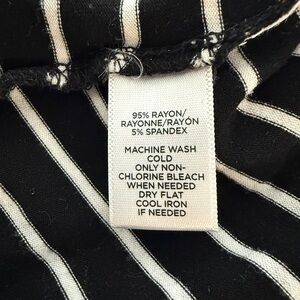 95% RAYON/
RAYONNE/RAYÓN
5% SPANDEX
MACHINE WASH
COLD
ONLY NON-
CHLORINE BLEACH
WHEN NEEDED
DRY FLAT
COOL IRON
IF NEEDED